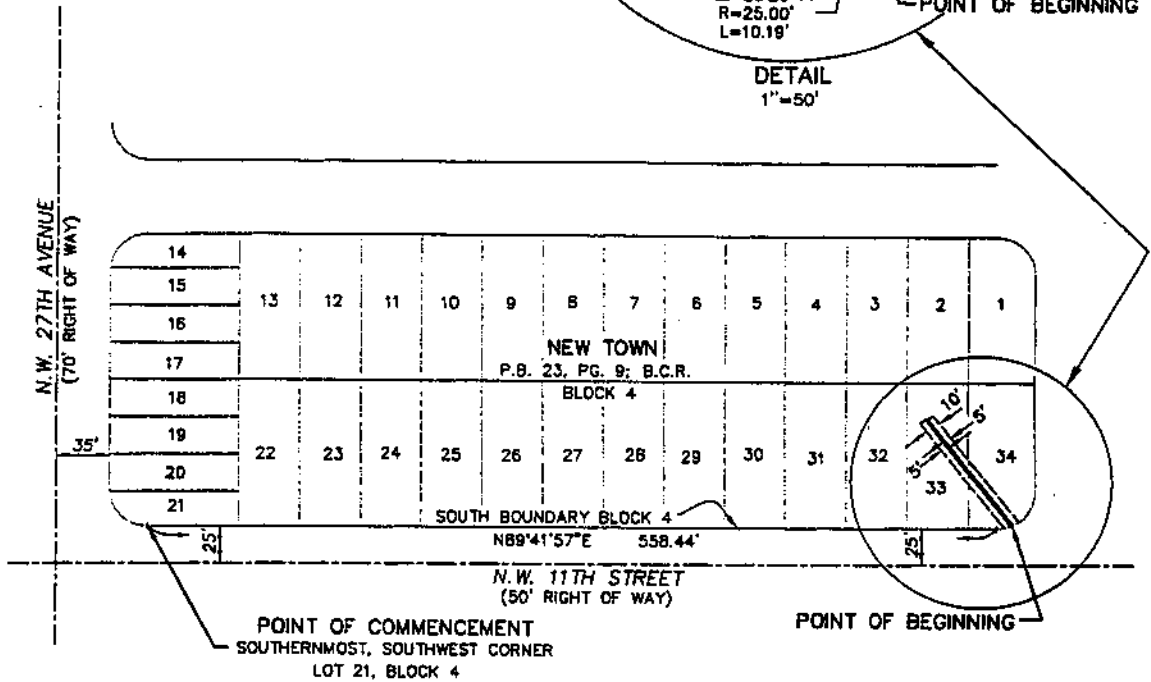 R=25.00'
L=10.19'
POINT OF BEGINNING
DETAIL
1"=50'
N.W. 27TH AVENUE
(70' RIGHT OF WAY)
35'
14
15
16
17
18
19
20
21
13
12
11
10
9
8
7
6
5
4
3
2
1
NEW TOWN
P.B. 23, PG. 9; B.C.R.
BLOCK 4
22
23
24
25
26
27
28
29
30
31
32
33
34
10'
5'
5'
SOUTH BOUNDARY BLOCK 4
N89°41'57"E 558.44'
25'
25'
N.W. 11TH STREET
(50' RIGHT OF WAY)
POINT OF COMMENCEMENT
SOUTHERNMOST, SOUTHWEST CORNER
LOT 21, BLOCK 4
POINT OF BEGINNING